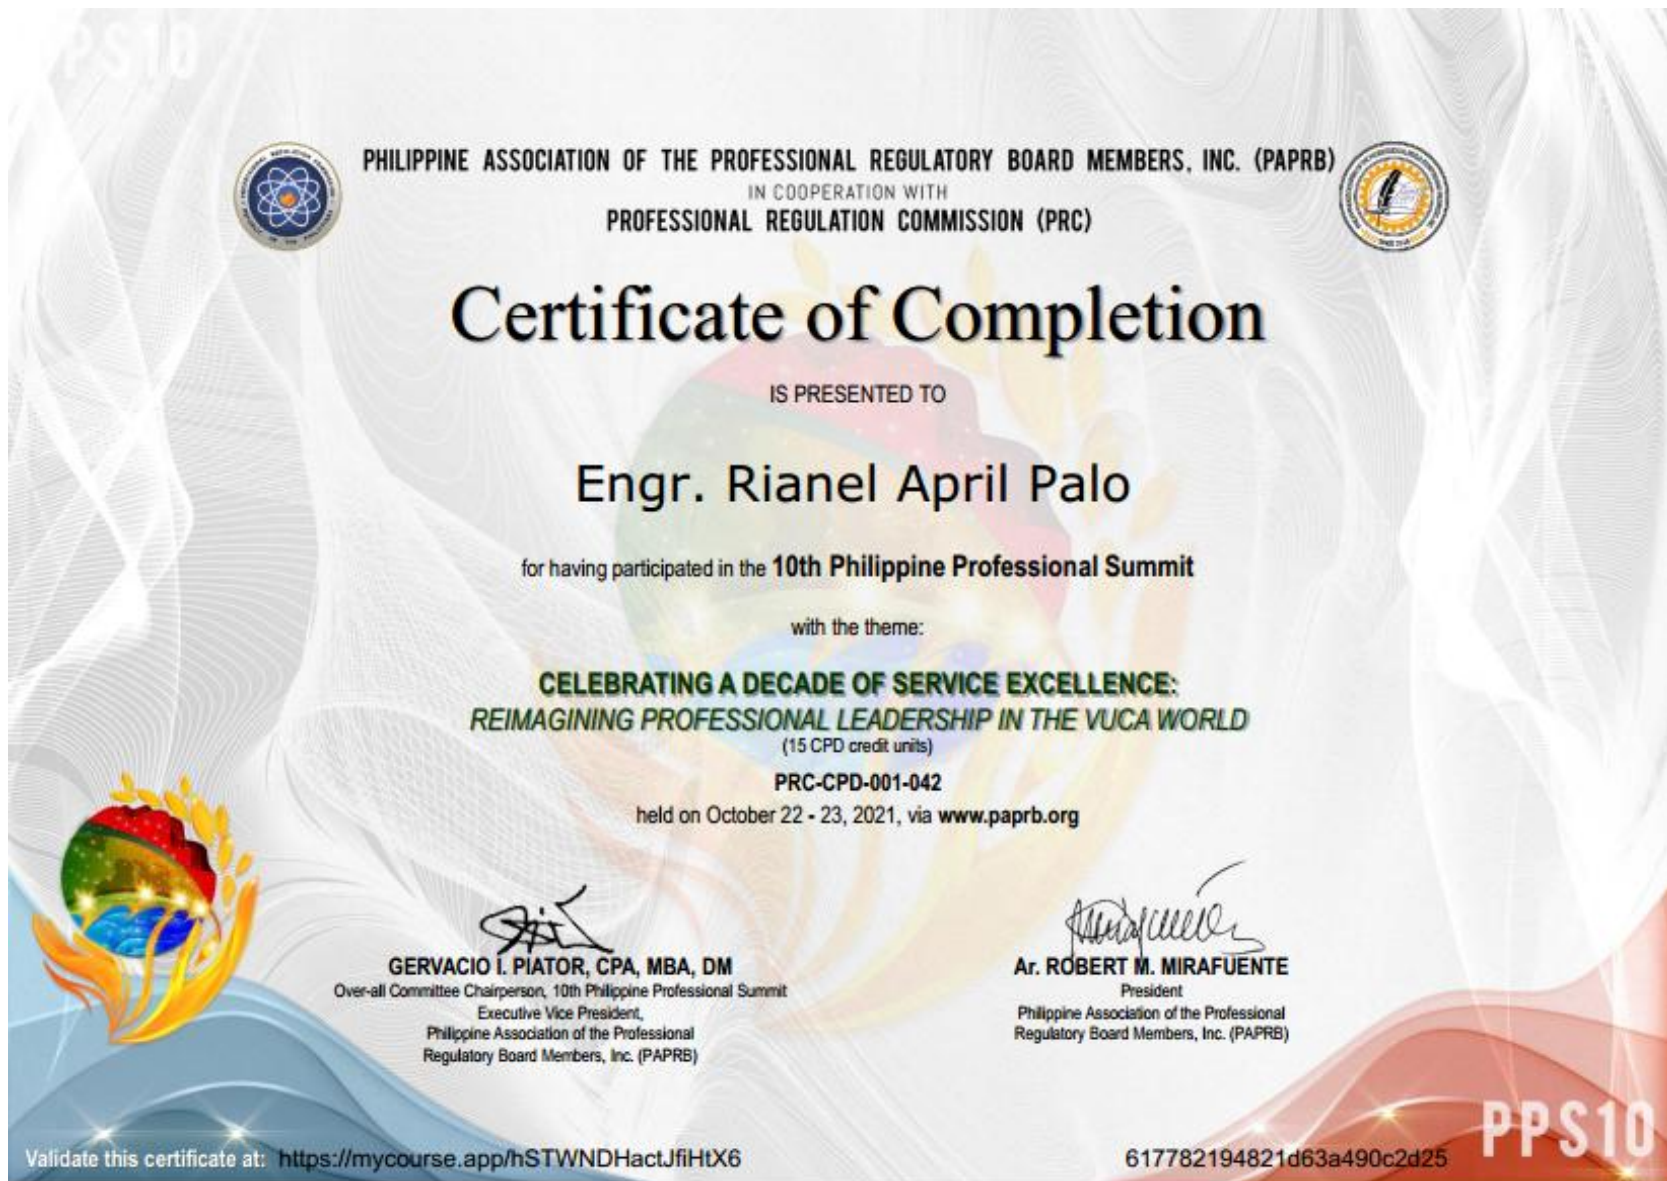 PPS10
PHILIPPINE ASSOCIATION OF THE PROFESSIONAL REGULATORY BOARD MEMBERS, INC. (PAPRB)
IN COOPERATION WITH
PROFESSIONAL REGULATION COMMISSION (PRC)
Certificate of Completion
IS PRESENTED TO
Engr. Rianel April Palo
for having participated in the 10th Philippine Professional Summit
with the theme:
CELEBRATING A DECADE OF SERVICE EXCELLENCE:
REIMAGINING PROFESSIONAL LEADERSHIP IN THE VUCA WORLD
(15 CPD credit units)
PRC-CPD-001-042
held on October 22 - 23, 2021, via www.paprb.org
GERVACIO I. PIATOR, CPA, MBA, DM
Over-all Committee Chairperson, 10th Philippine Professional Summit
Executive Vice President,
Philippine Association of the Professional
Regulatory Board Members, Inc. (PAPRB)
Ar. ROBERT M. MIRAFUENTE
President
Philippine Association of the Professional
Regulatory Board Members, Inc. (PAPRB)
PPS10
Validate this certificate at: https://mycourse.app/hSTWNDHactJfiHtX6
617782194821d63a490c2d25